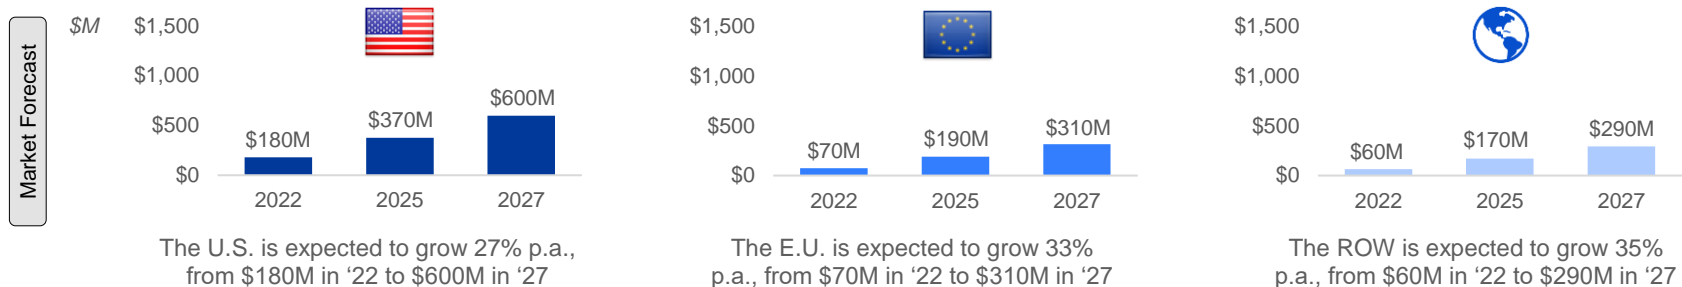 Market Forecast
$M
$1,500
$1,000
$500
$0
$180M
$370M
$600M
2022
2025
2027
The U.S. is expected to grow 27% p.a.,
from $180M in ‘22 to $600M in ‘27
$1,500
$1,000
$500
$0
$70M
$190M
$310M
2022
2025
2027
The E.U. is expected to grow 33%
p.a., from $70M in ‘22 to $310M in ‘27
$1,500
$1,000
$500
$0
$60M
$170M
$290M
2022
2025
2027
The ROW is expected to grow 35%
p.a., from $60M in ‘22 to $290M in ‘27